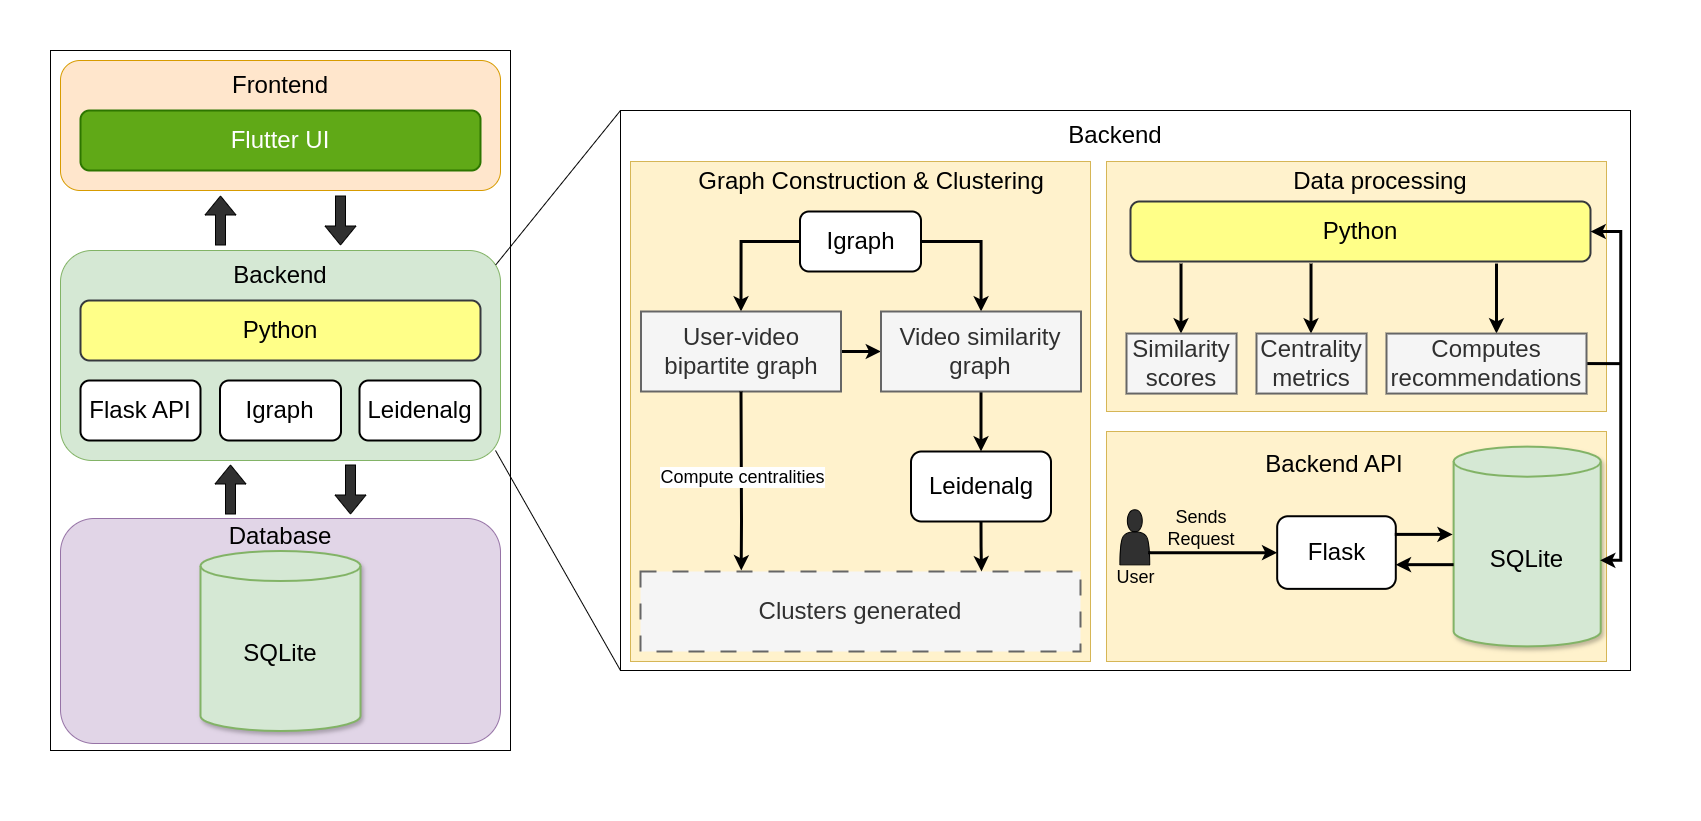 Frontend
Flutter UI
Backend
Python
Flask API
Igraph
Leidenalg
Database
SQLite
Backend
Graph Construction & Clustering
Igraph
User-video
bipartite graph
Video similarity
graph
Compute centralities
Leidenalg
Clusters generated
Data processing
Python
Similarity
scores
Centrality
metrics
Computes
recommendations
Backend API
Sends
Request
User
Flask
SQLite